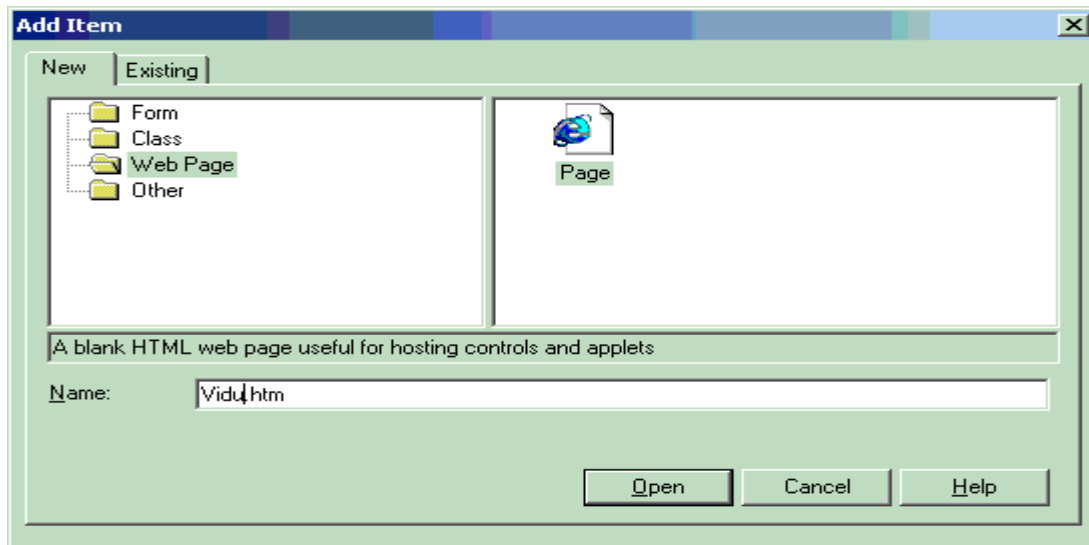 Add Item
New Existing
Form
Class
Web Page
Other
Page
A blank HTML web page useful for hosting controls and applets
Name: Vidu.htm
Open Cancel Help